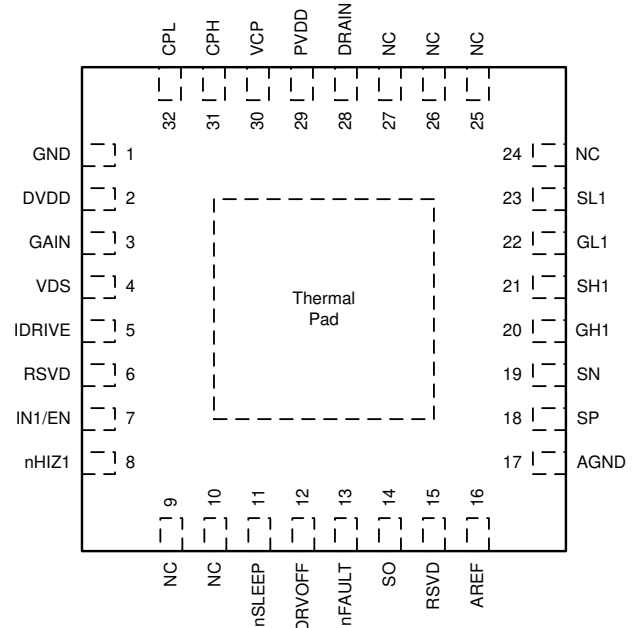 CPL
CPH
VCP
PVDD
DRAIN
NC
NC
NC
32
31
30
29
28
27
26
25
GND 1
DVDD 2
GAIN 3
VDS 4
IDRIVE 5
RSVD 6
IN1/EN 7
nHIZ1 8
Thermal
Pad
24 NC
23 SL1
22 GL1
21 SH1
20 GH1
19 SN
18 SP
17 AGND
9
10
11
12
13
14
15
16
NC
NC
nSLEEP
DRVOFF
nFAULT
SO
RSVD
AREF